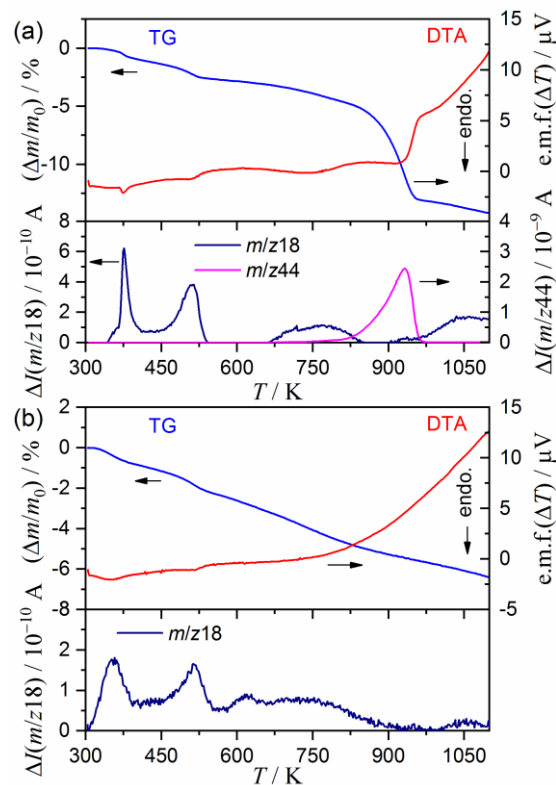 (a)
TG
DTA
endo.
(Δm/m₀) / %
0
-5
-10
15
10
5
0
-5
e.m.f.(ΔT) / μV
m/z18
m/z44
ΔI(m/z18) / 10⁻¹⁰ A
8
6
4
2
0
4
3
2
1
0
ΔI(m/z44) / 10⁻⁹ A
300 450 600 750 900 1050
T / K
(b)
TG
DTA
endo.
(Δm/m₀) / %
2
0
-2
-4
-6
-8
15
10
5
0
-5
e.m.f.(ΔT) / μV
m/z18
ΔI(m/z18) / 10⁻¹⁰ A
2
1
0
300 450 600 750 900 1050
T / K